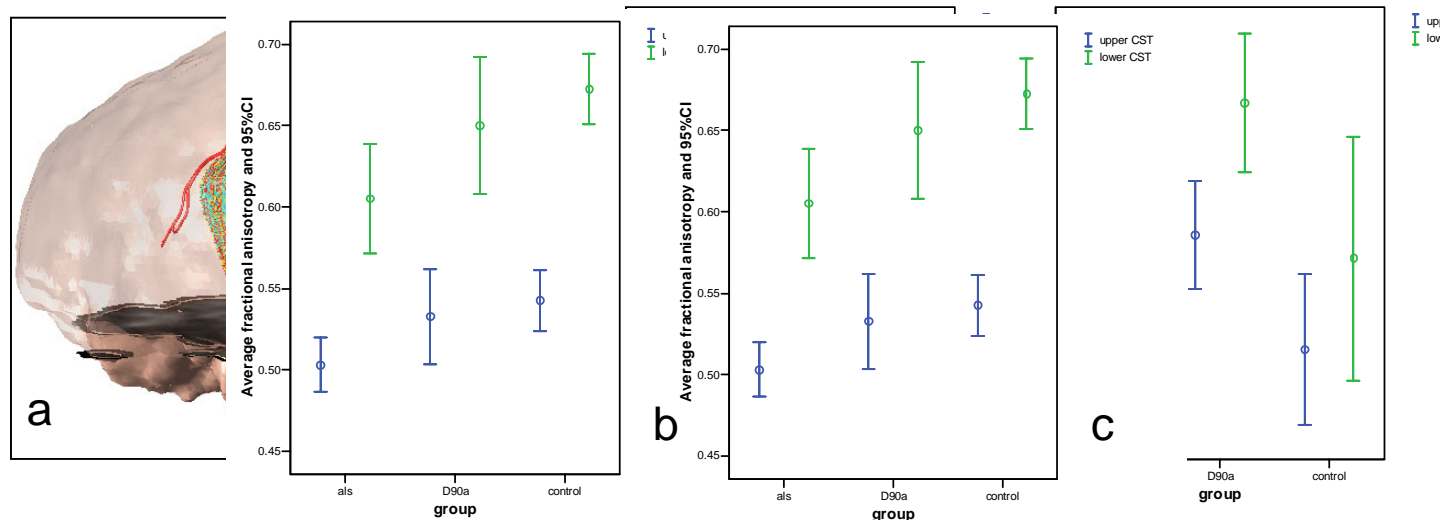 a
Average fractional anisotropy and 95%CI
0.70
0.65
0.60
0.55
0.50
0.45
als
D90a
control
group
b
Average fractional anisotropy and 95%CI
0.70
0.65
0.60
0.55
0.50
0.45
als
D90a
control
group
upper CST
lower CST
c
D90a
control
group